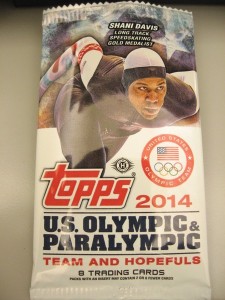 SHANI DAVIS
LONG TRACK
SPEEDSKATING
GOLD MEDALIST
UNITED STATES
OLYMPIC TEAM
H
topps
2014
U.S. OLYMPIC &
PARALYMPIC
TEAM AND HOPEFULS
8 TRADING CARDS